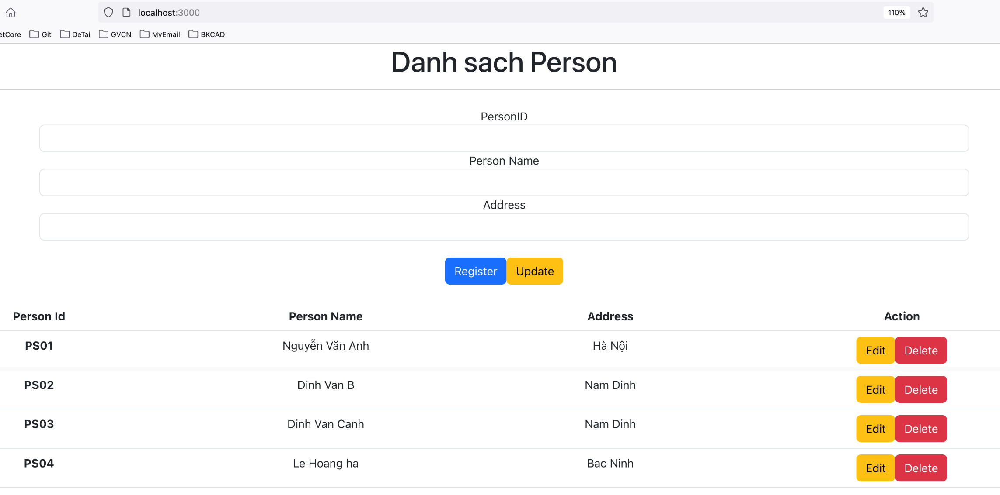 localhost:3000 110%
etCore Git DeTai GVCN MyEmail BKCAD
Danh sach Person
PersonID
Person Name
Address
Register Update
Person Id Person Name Address Action
PS01 Nguyễn Văn Anh Hà Nội Edit Delete
PS02 Dinh Van B Nam Dinh Edit Delete
PS03 Dinh Van Canh Nam Dinh Edit Delete
PS04 Le Hoang ha Bac Ninh Edit Delete